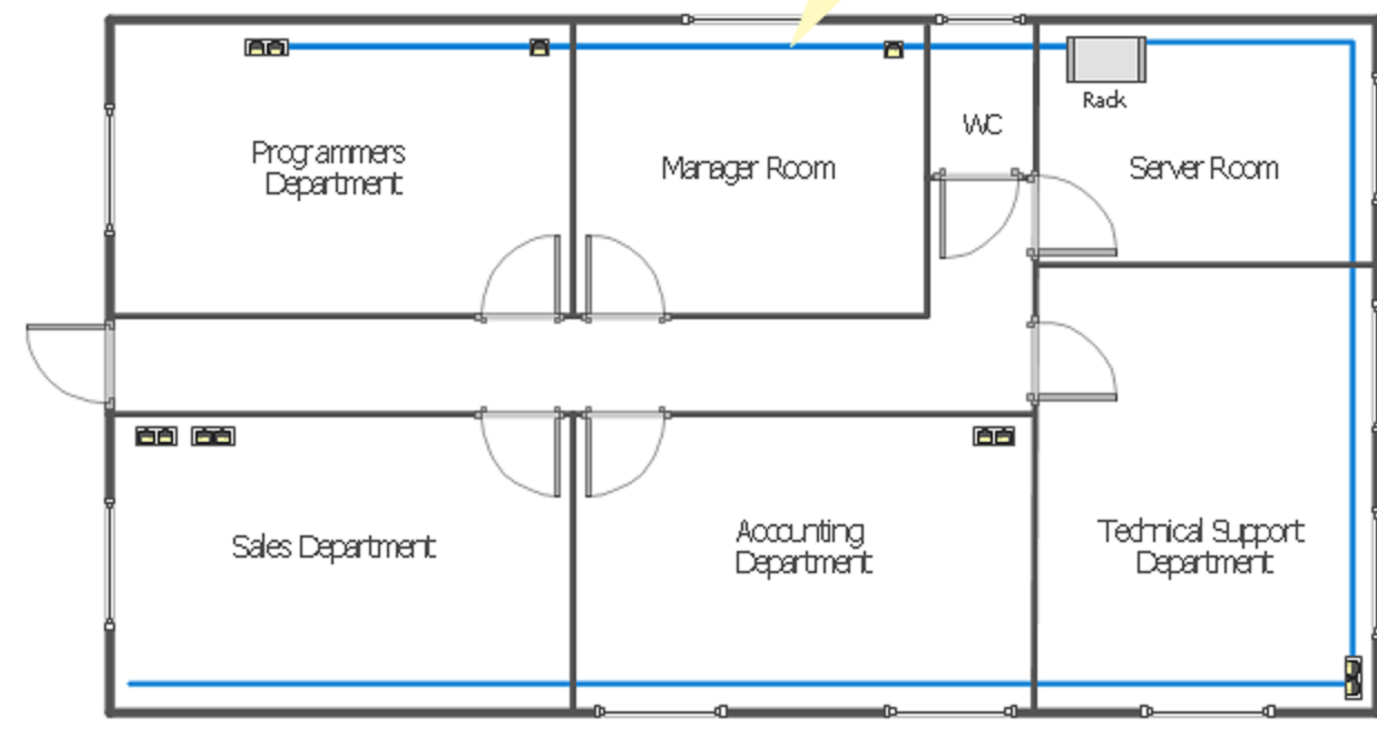 Rack
WC
Programmers
Department
Manager Room
Server Room
Sales Department
Accounting
Department
Technical Support
Department